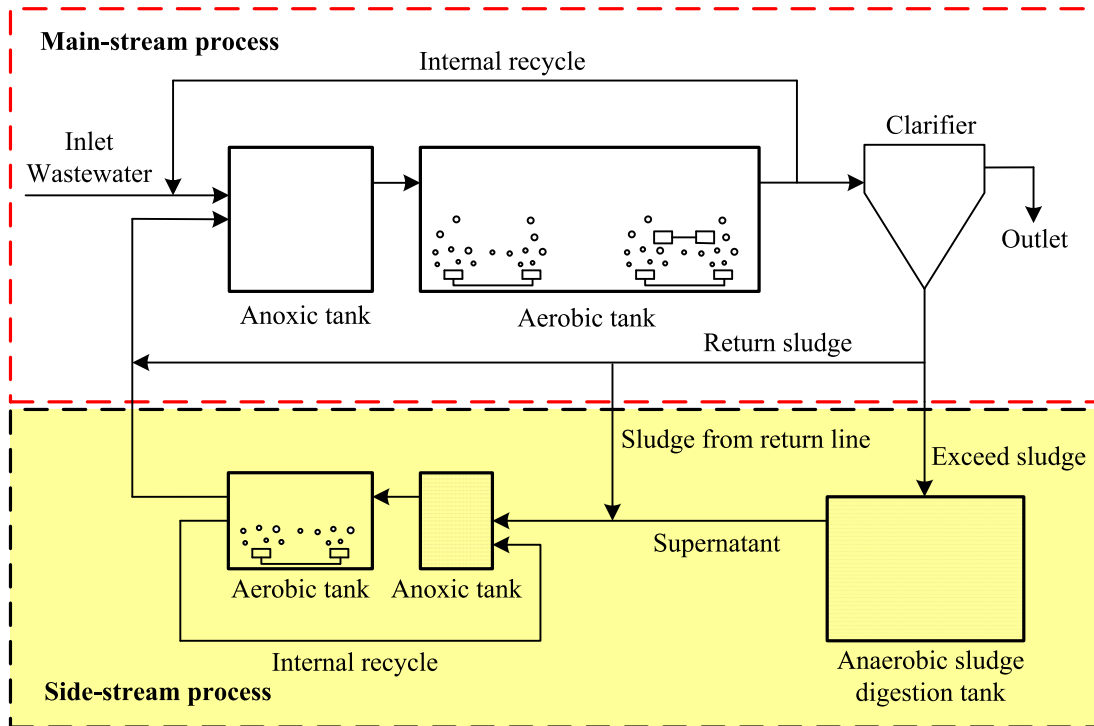 Main-stream process
Internal recycle
Inlet
Wastewater
Clarifier
Outlet
Anoxic tank
Aerobic tank
Return sludge
Sludge from return line
Exceed sludge
Supernatant
Aerobic tank
Anoxic tank
Internal recycle
Anaerobic sludge
digestion tank
Side-stream process